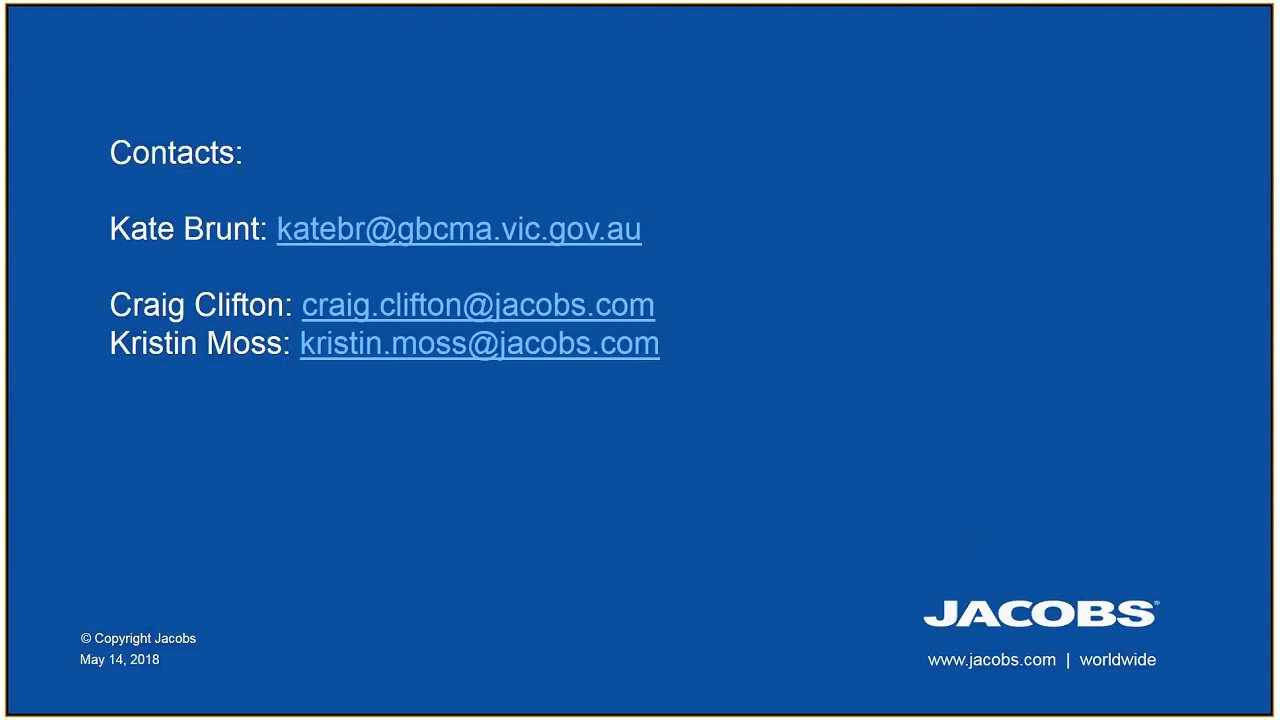 Contacts:
Kate Brunt: katebr@gbcma.vic.gov.au
Craig Clifton: craig.clifton@jacobs.com
Kristin Moss: kristin.moss@jacobs.com
JACOBS®
© Copyright Jacobs
May 14, 2018
www.jacobs.com | worldwide